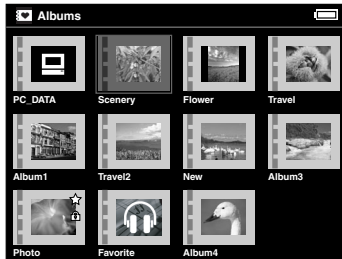 Albums
PC_DATA Scenery Flower Travel
Album1 Travel2 New Album3
Photo Favorite Album4